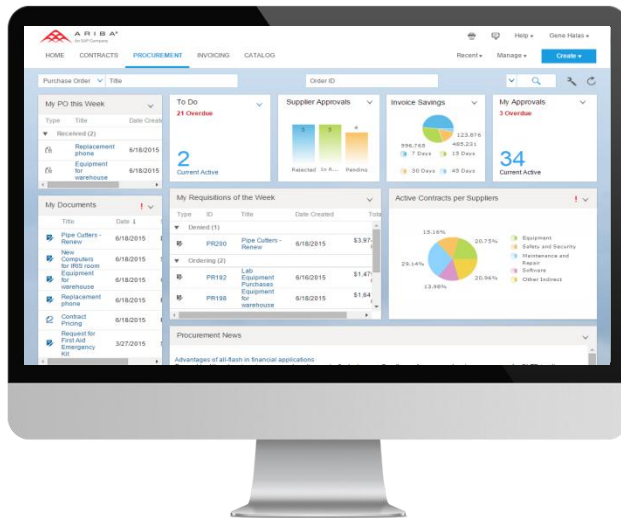 ARIBA
An SAP Company
Help
Gene Halas
HOME CONTRACTS PROCUREMENT INVOICING CATALOG
Recent Manage Create
Purchase Order Title Order ID
My PO this Week
Type Title Date
Received (2)
Replacement phone 6/18/2015
Equipment for warehouse 6/18/2015
To Do
21 Overdue
2
Current Active
Supplier Approvals
Rejected Pending
Invoice Savings
123.876
996.765
7 Days 15 Days
30 Days 45 Days
My Approvals
3 Overdue
34
Current Active
My Documents
Title Date
Pipe Cutters - Renew 6/18/2015
New Computers for 6/18/2015
Equipment for warehouse 6/18/2015
Replacement phone 6/18/2015
Contract Pricing 6/18/2015
Request for First Aid Emergency Kit 3/27/2015
My Requisitions of the Week
Type ID Title Date Created
Denied (1)
PR200 Pipe Cutters - Renew 6/18/2015
Ordering (2)
PR192 Lab Equipment Purchases 6/16/2015
PR198 Equipment for warehouse 6/18/2015
Active Contracts per Suppliers
15.16%
20.75%
29.14%
20.96%
13.98%
Equipment
Safety and Security
Maintenance and Repair
Software
Other Indirect
Procurement News
Advantages of all-flash in financial applications